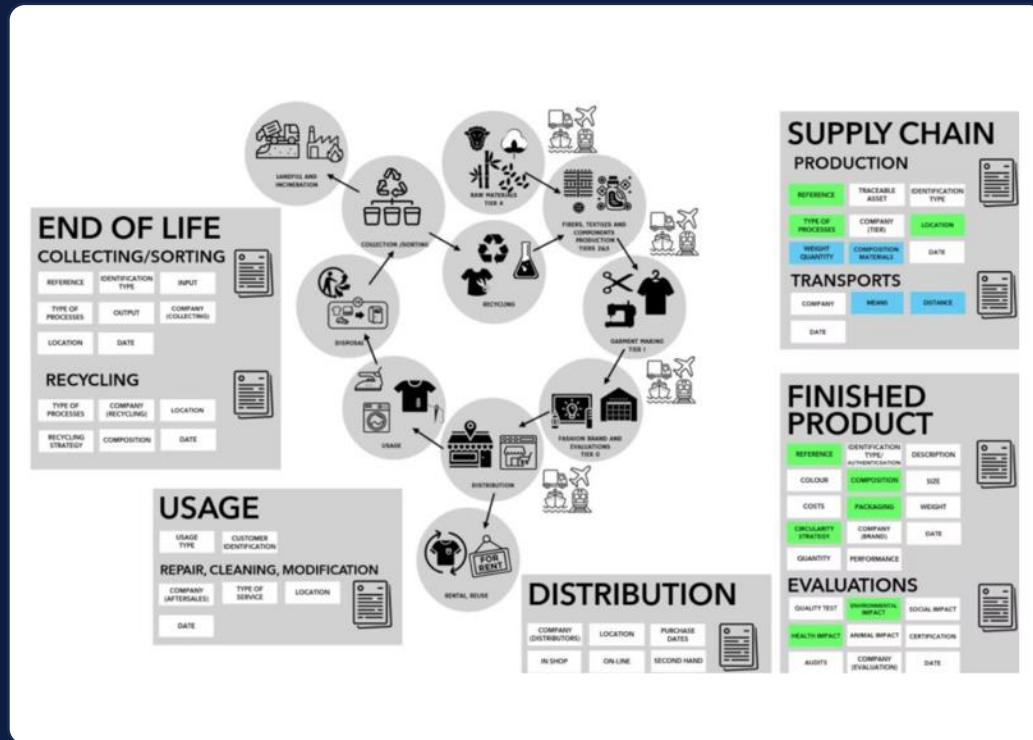 LANDFILL AND
INCINERATION
COLLECTION /SORTING
RAW MATERIALS
TIER 4
FIBERS, TEXTILES AND
COMPONENTS
PRODUCTION
TIERS 2&3
RECYCLING
GARMENT MAKING
TIER 1
DISPOSAL
USAGE
FASHION BRAND AND
EVALUATIONS
TIER 0
DISTRIBUTION
FOR
RENT
RENTAL, REUSE
END OF LIFE
COLLECTING/SORTING
REFERENCE
IDENTIFICATION
TYPE
INPUT
TYPE OF
PROCESSES
OUTPUT
COMPANY
(COLLECTING)
LOCATION
DATE
RECYCLING
TYPE OF
PROCESSES
COMPANY
(RECYCLING)
LOCATION
RECYCLING
STRATEGY
COMPOSITION
DATE
USAGE
USAGE
TYPE
CUSTOMER
IDENTIFICATION
REPAIR, CLEANING, MODIFICATION
COMPANY
(AFTERSALES)
TYPE OF
SERVICE
LOCATION
DATE
DISTRIBUTION
COMPANY
(DISTRIBUTORS)
LOCATION
PURCHASE
DATES
IN SHOP
ON-LINE
SECOND HAND
SUPPLY CHAIN
PRODUCTION
REFERENCE
TRACEABLE
ASSET
IDENTIFICATION
TYPE
TYPE OF
PROCESSES
COMPANY
(TIER)
LOCATION
WEIGHT
QUANTITY
COMPOSITION
MATERIALS
DATE
TRANSPORTS
COMPANY
MEANS
DISTANCE
DATE
FINISHED
PRODUCT
REFERENCE
IDENTIFICATION
TYPE/
AUTHENTICATION
DESCRIPTION
COLOUR
COMPOSITION
SIZE
COSTS
PACKAGING
WEIGHT
CIRCULARITY
STRATEGY
COMPANY
(BRAND)
DATE
QUANTITY
PERFORMANCE
EVALUATIONS
QUALITY TEST
ENVIRONMENTAL
IMPACT
SOCIAL IMPACT
HEALTH IMPACT
ANIMAL IMPACT
CERTIFICATION
AUDITS
COMPANY
(EVALUATION)
DATE